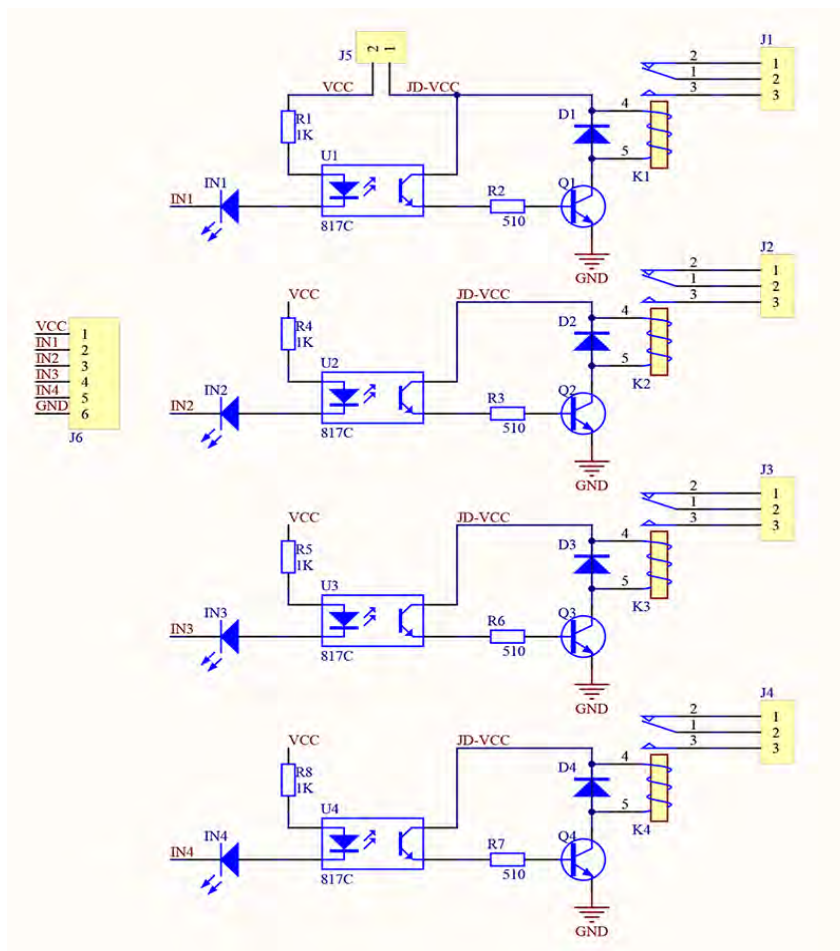 J5
2 1
VCC
JD-VCC
R1
1K
U1
817C
IN1
IN1
R2
510
D1
Q1
4
5
K1
GND
2
1
3
J1
1
2
3
VCC
R4
1K
JD-VCC
U2
817C
IN2
IN2
R3
510
D2
Q2
4
5
K2
GND
2
1
3
J2
1
2
3
VCC 1
IN1 2
IN2 3
IN3 4
IN4 5
GND 6
J6
VCC
R5
1K
JD-VCC
U3
817C
IN3
IN3
R6
510
D3
Q3
4
5
K3
GND
2
1
3
J3
1
2
3
VCC
R8
1K
JD-VCC
U4
817C
IN4
IN4
R7
510
D4
Q4
4
5
K4
GND
2
1
3
J4
1
2
3